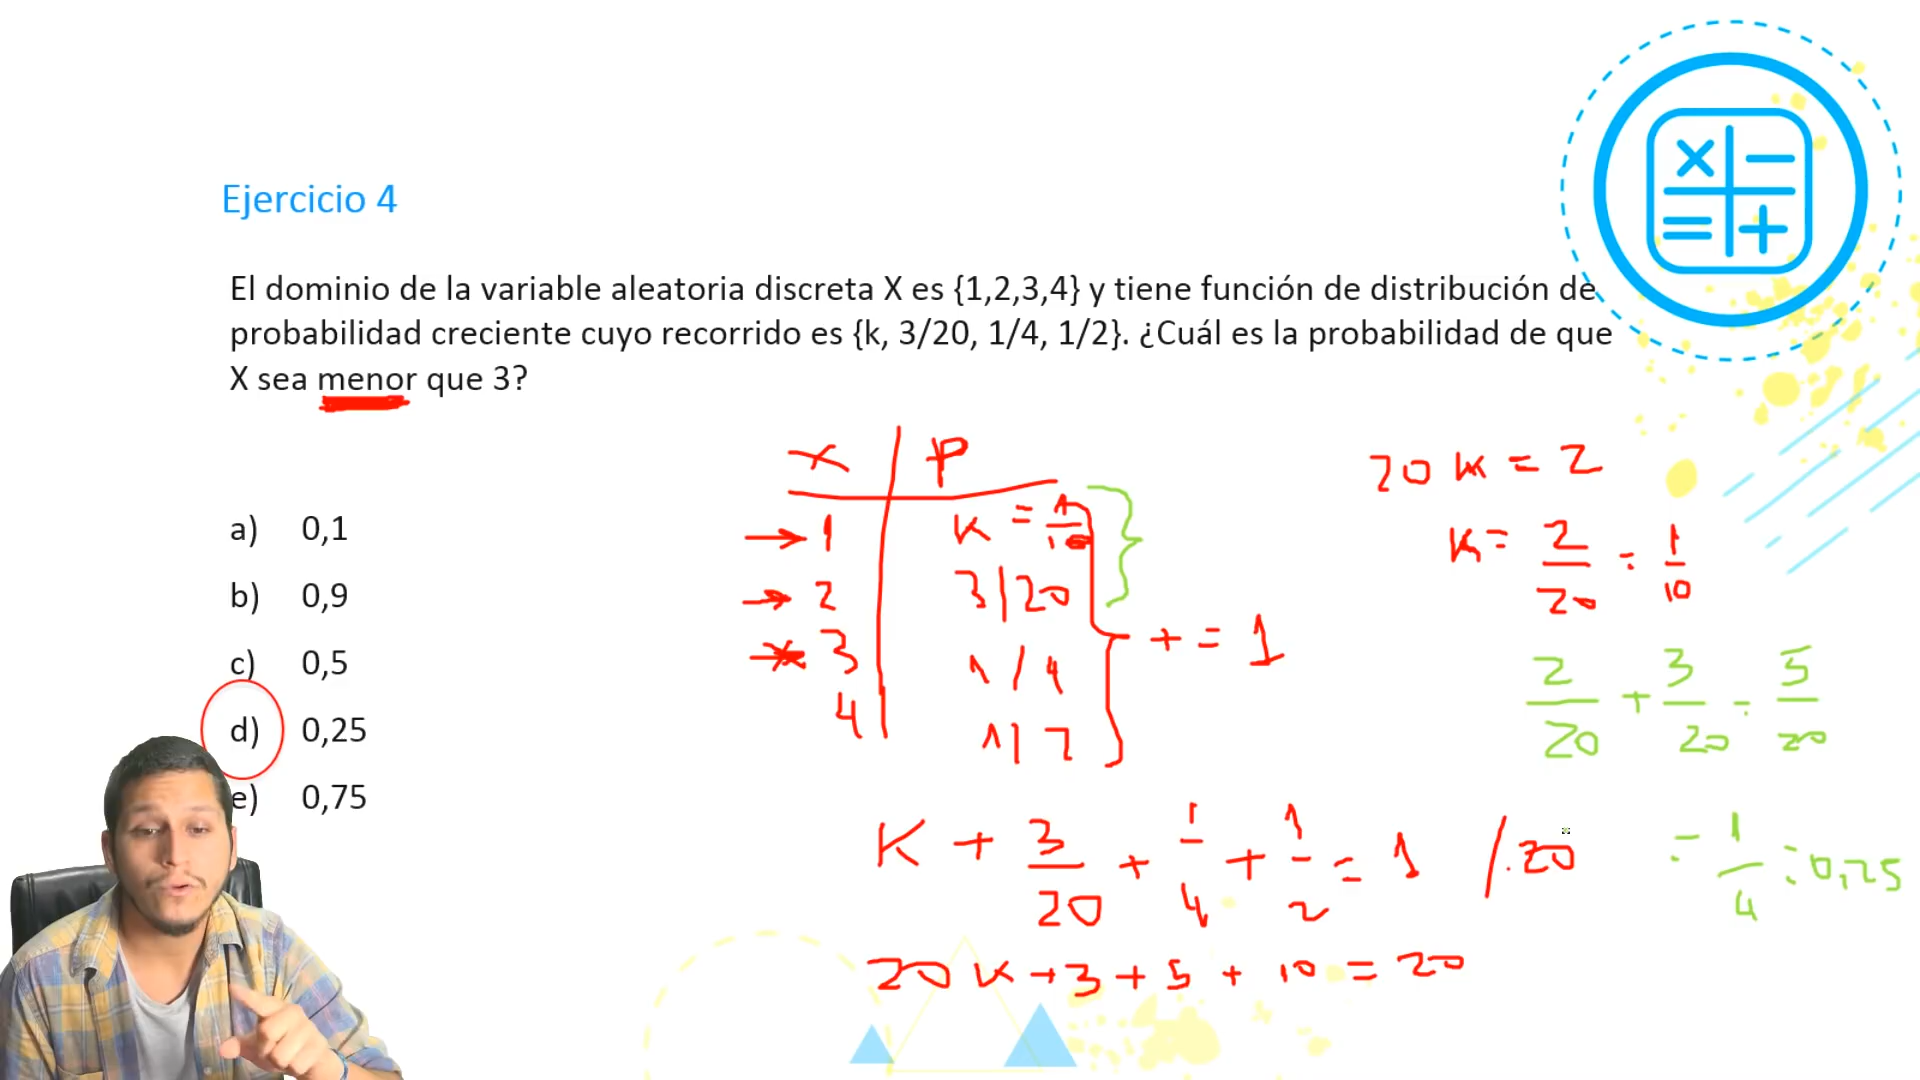 Ejercicio 4
El dominio de la variable aleatoria discreta X es {1,2,3,4} y tiene función de distribución de
probabilidad creciente cuyo recorrido es {k, 3/20, 1/4, 1/2}. ¿Cuál es la probabilidad de que
X sea menor que 3?
a) 0,1
b) 0,9
c) 0,5
d) 0,25
e) 0,75
x | P
→ 1 | K = 1/10
→ 2 | 3/20
→ 3 | 1/4
4 | 1/2
+ = 1
K + 3/20 + 1/4 + 1/2 = 1 /·20
20K + 3 + 5 + 10 = 20
20K = 2
K = 2/20 = 1/10
2/20 + 3/20 = 5/20
= 1/4 = 0,25